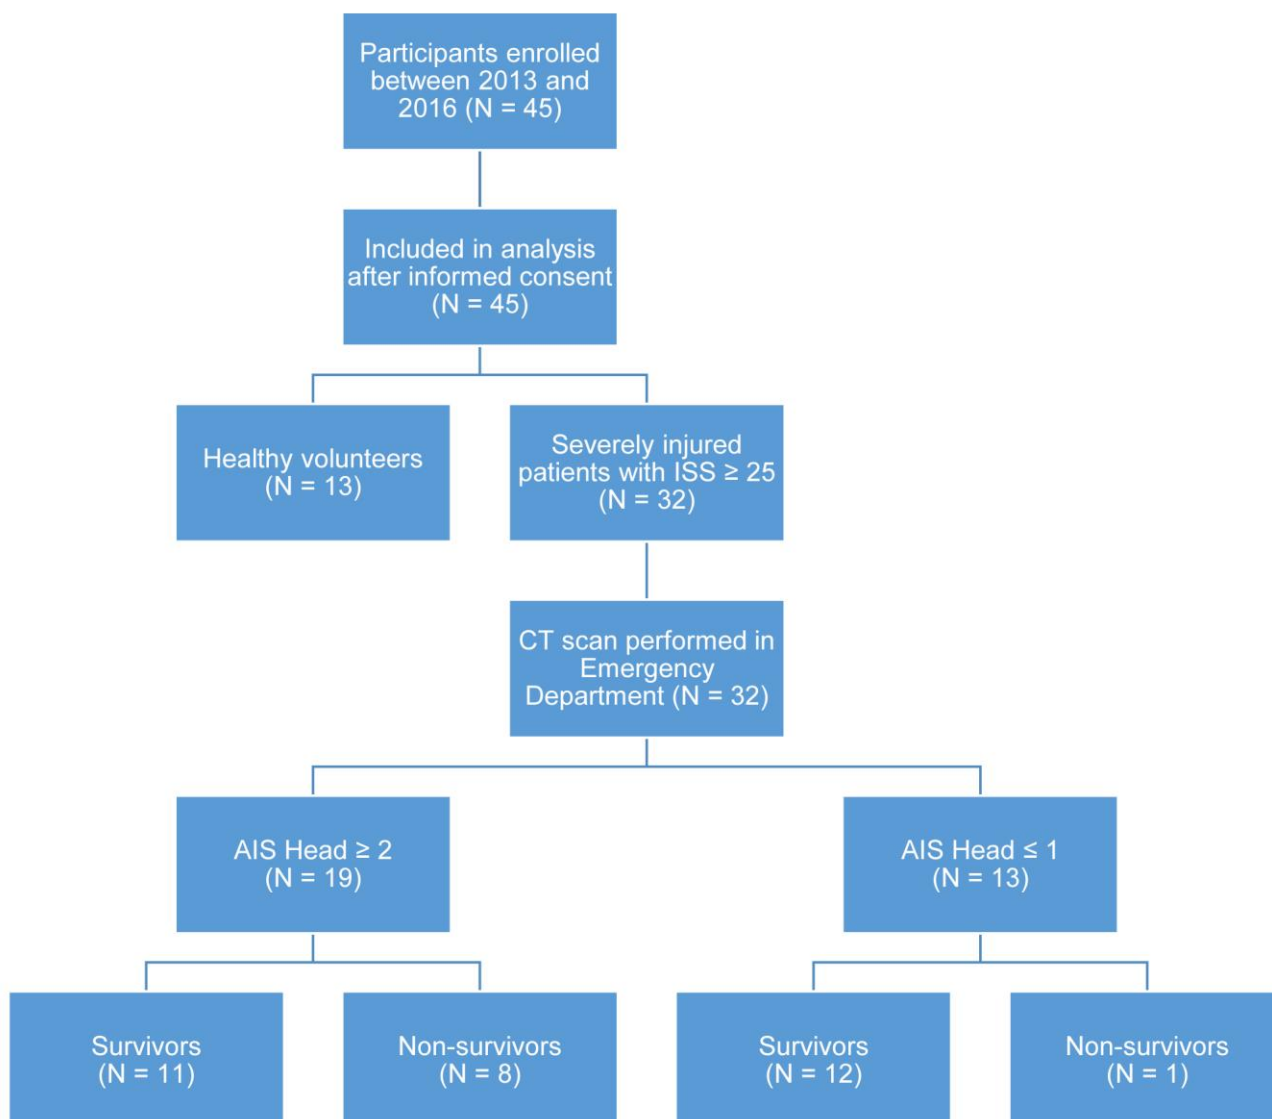 Participants enrolled
between 2013 and
2016 (N = 45)
Included in analysis
after informed consent
(N = 45)
Healthy volunteers
(N = 13)
Severely injured
patients with ISS ≥ 25
(N = 32)
CT scan performed in
Emergency
Department (N = 32)
AIS Head ≥ 2
(N = 19)
AIS Head ≤ 1
(N = 13)
Survivors
(N = 11)
Non-survivors
(N = 8)
Survivors
(N = 12)
Non-survivors
(N = 1)